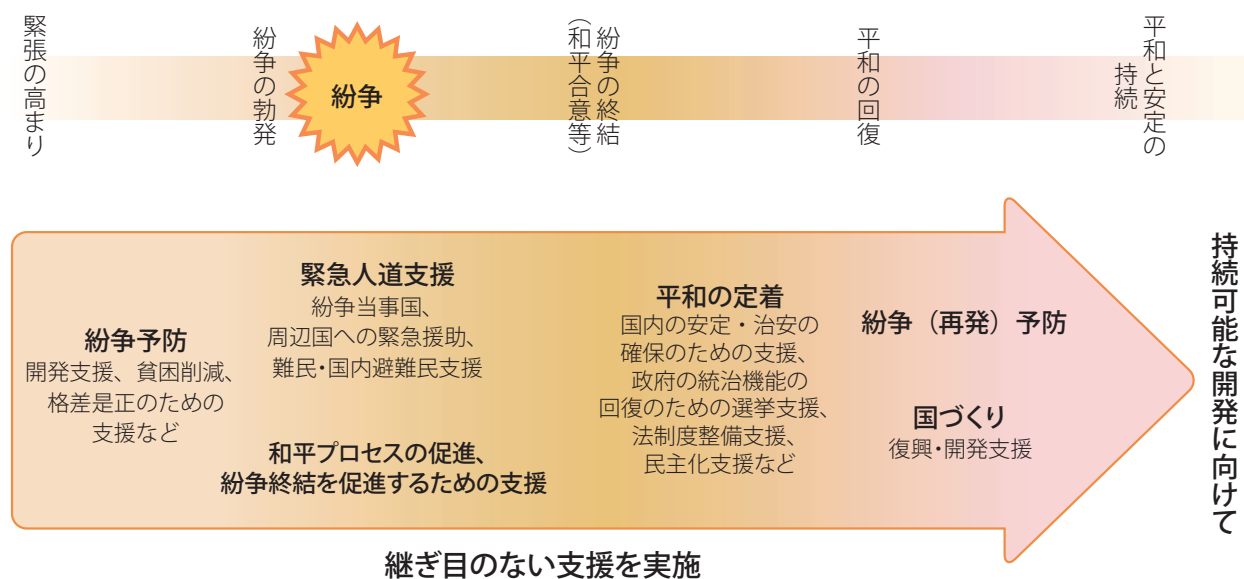 緊張の高まり
紛争の勃発
紛争
紛争の終結
（和平合意等）
平和の回復
平和と安定の
持続
紛争予防
開発支援、貧困削減、
格差是正のための
支援など
緊急人道支援
紛争当事国、
周辺国への緊急援助、
難民・国内避難民支援
和平プロセスの促進、
紛争終結を促進するための支援
平和の定着
国内の安定・治安の
確保のための支援、
政府の統治機能の
回復のための選挙支援、
法制度整備支援、
民主化支援など
紛争（再発）予防
国づくり
復興・開発支援
持続可能な開発に向けて
継ぎ目のない支援を実施